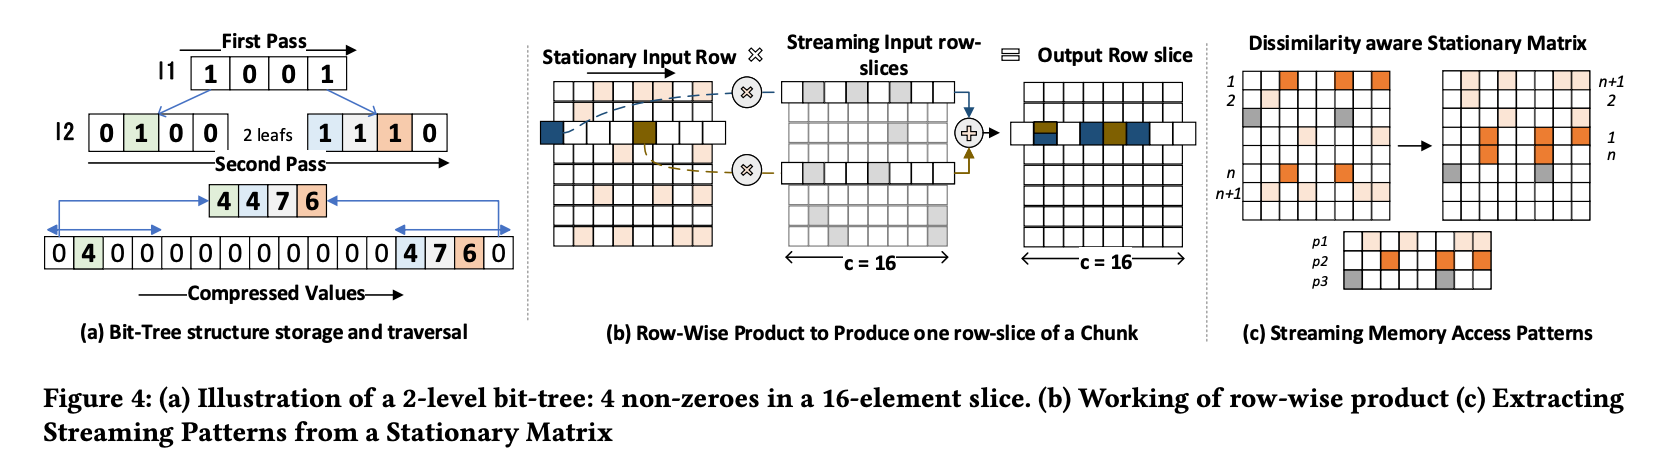 First Pass
l1 1 0 0 1
l2 0 1 0 0 2 leafs 1 1 1 0
Second Pass
4 4 7 6
0 4 0 0 0 0 0 0 0 0 0 0 4 7 6 0
Compressed Values
(a) Bit-Tree structure storage and traversal
Stationary Input Row
Streaming Input row-
slices
Output Row slice
c = 16
c = 16
(b) Row-Wise Product to Produce one row-slice of a Chunk
Dissimilarity aware Stationary Matrix
1
2
n
n+1
n+1
2
1
n
p1
p2
p3
(c) Streaming Memory Access Patterns
Figure 4: (a) Illustration of a 2-level bit-tree: 4 non-zeroes in a 16-element slice. (b) Working of row-wise product (c) Extracting
Streaming Patterns from a Stationary Matrix